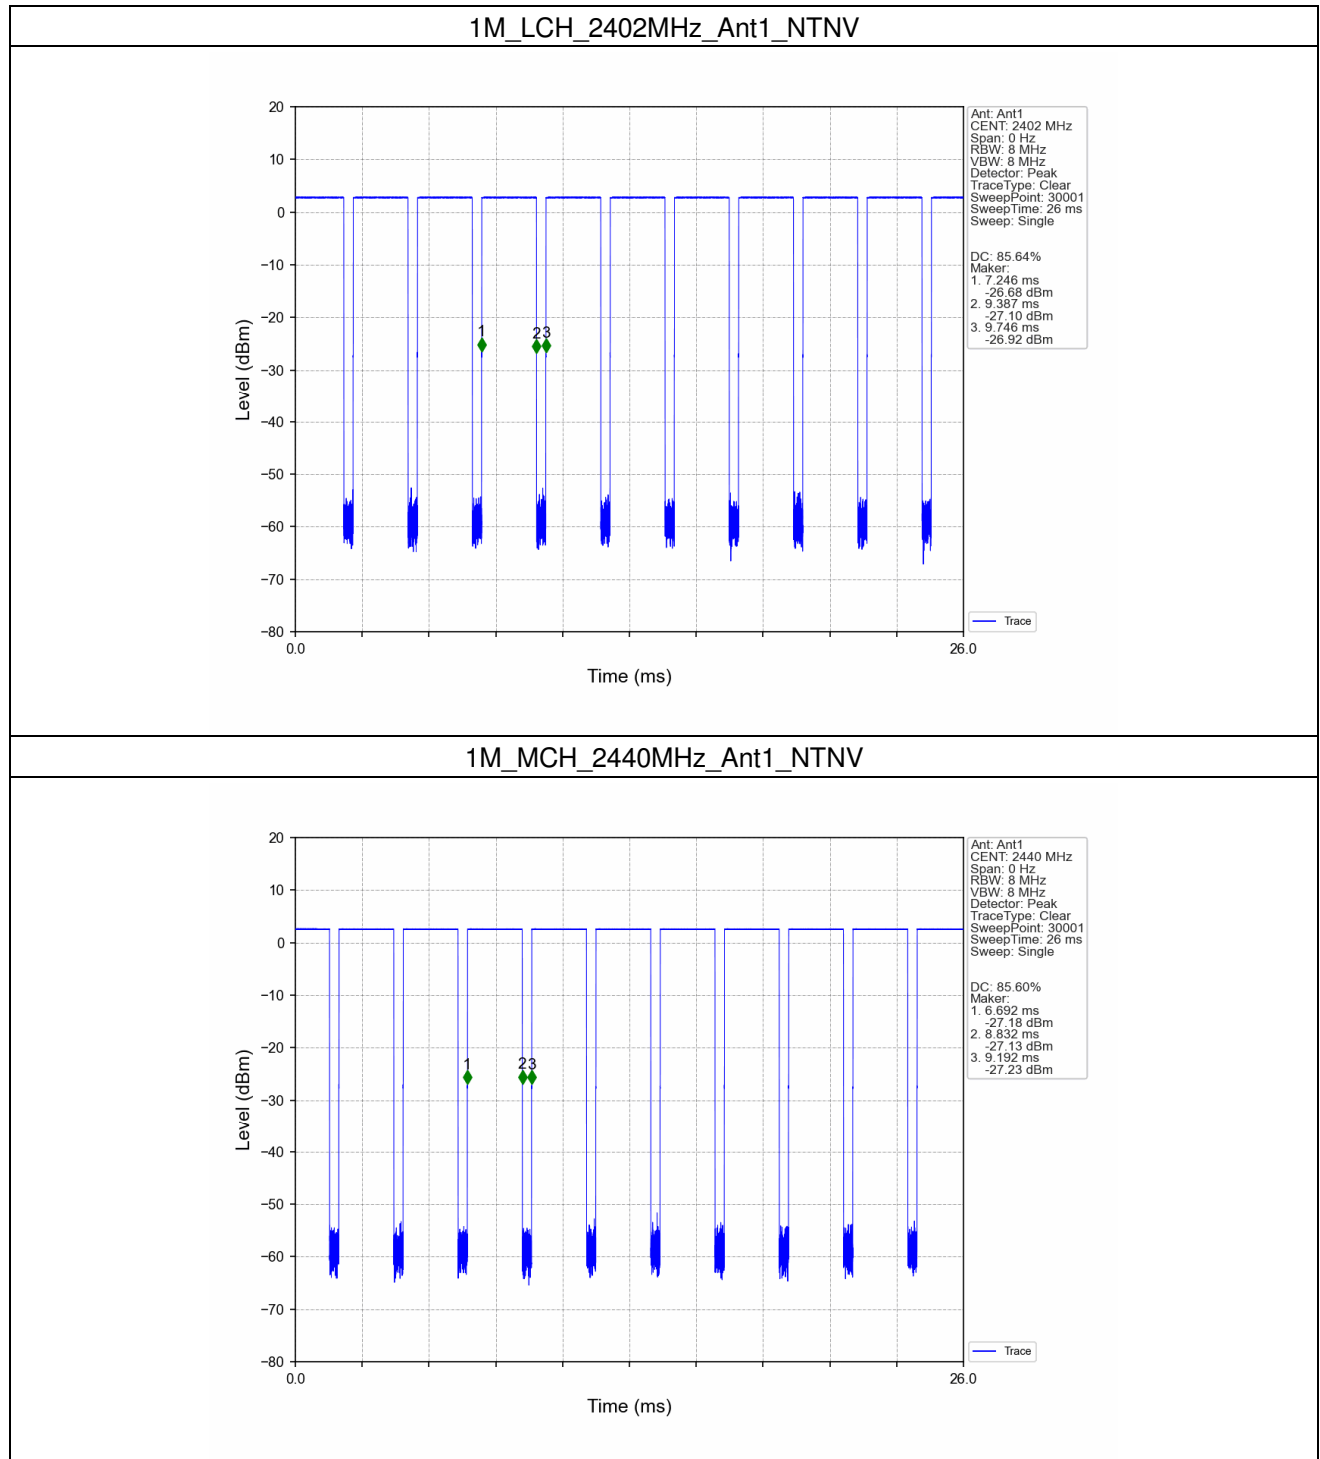 1M_LCH_2402MHz_Ant1_NTNV
20
10
0
−10
−20
−30
−40
−50
−60
−70
−80
Level (dBm)
1
2
3
0.0
26.0
Time (ms)
Ant: Ant1
CENT: 2402 MHz
Span: 0 Hz
RBW: 8 MHz
VBW: 8 MHz
Detector: Peak
TraceType: Clear
SweepPoint: 30001
SweepTime: 26 ms
Sweep: Single
DC: 85.64%
Maker:
1. 7.246 ms
-26.68 dBm
2. 9.387 ms
-27.10 dBm
3. 9.746 ms
-26.92 dBm
Trace
1M_MCH_2440MHz_Ant1_NTNV
20
10
0
−10
−20
−30
−40
−50
−60
−70
−80
Level (dBm)
1
2
3
0.0
26.0
Time (ms)
Ant: Ant1
CENT: 2440 MHz
Span: 0 Hz
RBW: 8 MHz
VBW: 8 MHz
Detector: Peak
TraceType: Clear
SweepPoint: 30001
SweepTime: 26 ms
Sweep: Single
DC: 85.60%
Maker:
1. 6.692 ms
-27.18 dBm
2. 8.832 ms
-27.13 dBm
3. 9.192 ms
-27.23 dBm
Trace